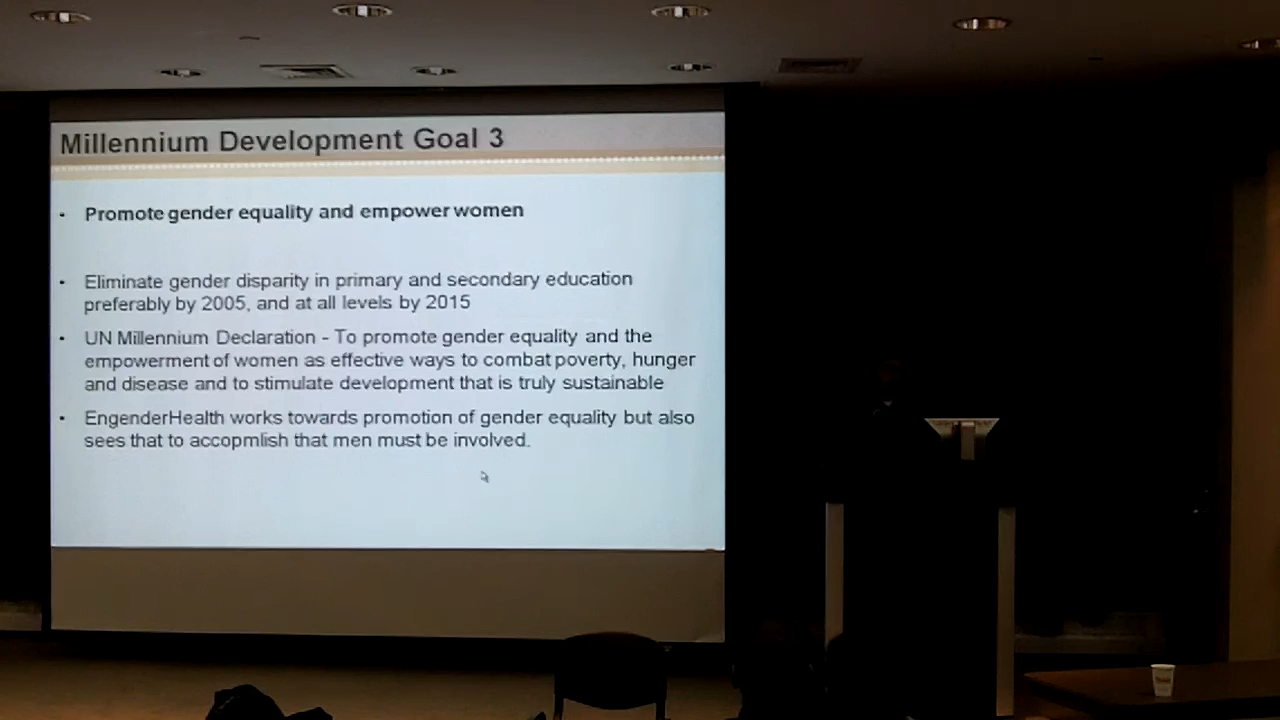 Millennium Development Goal 3
• Promote gender equality and empower women
• Eliminate gender disparity in primary and secondary education
preferably by 2005, and at all levels by 2015
• UN Millennium Declaration - To promote gender equality and the
empowerment of women as effective ways to combat poverty, hunger
and disease and to stimulate development that is truly sustainable
• EngenderHealth works towards promotion of gender equality but also
sees that to accopmlish that men must be involved.